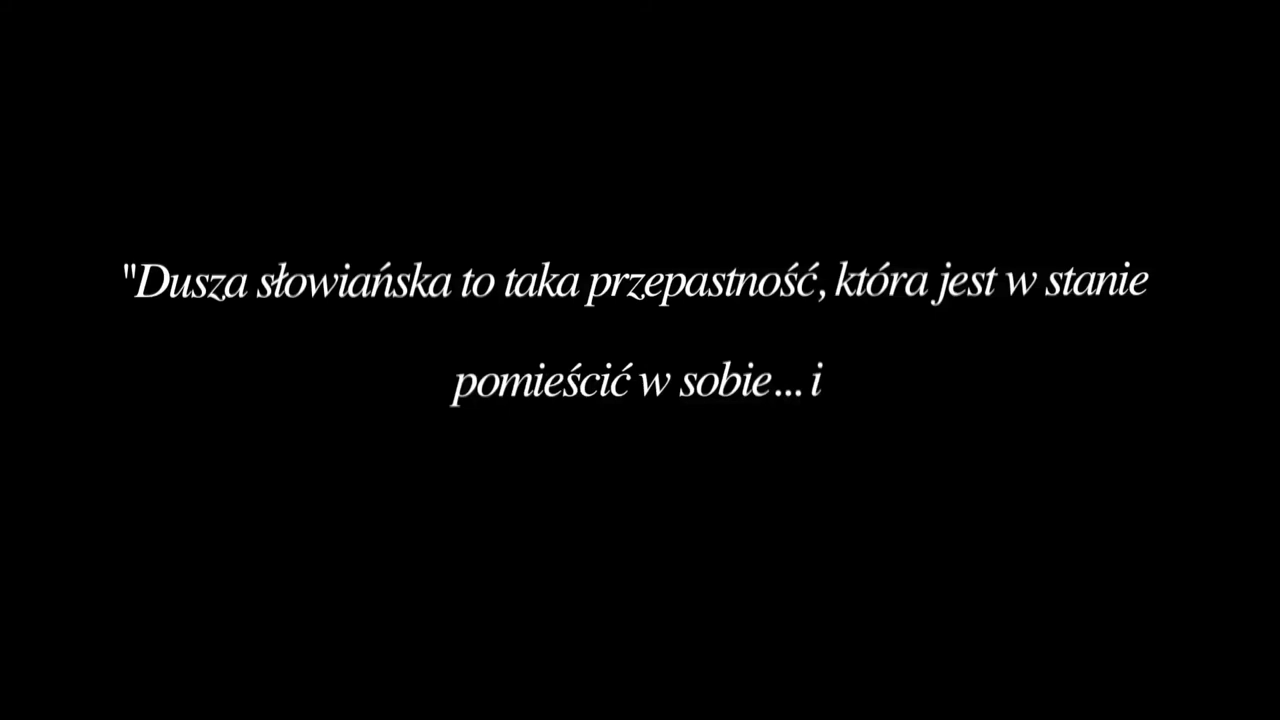 "Dusza słowiańska to taka przepastność, która jest w stanie
pomieścić w sobie... i